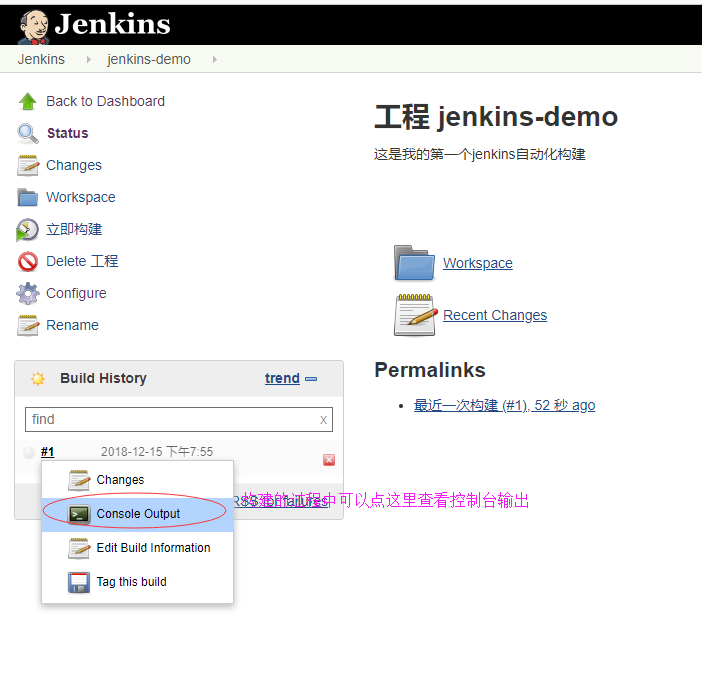 Jenkins
Jenkins jenkins-demo
Back to Dashboard
Status
Changes
Workspace
立即构建
Delete 工程
Configure
Rename
工程 jenkins-demo
这是我的第一个jenkins自动化构建
Workspace
Recent Changes
Permalinks
最近一次构建 (#1), 52 秒 ago
Build History trend
find x
#1 2018-12-15 下午7:55
RSS for failures
构建的过程中可以点这里查看控制台输出
Changes
Console Output
Edit Build Information
Tag this build